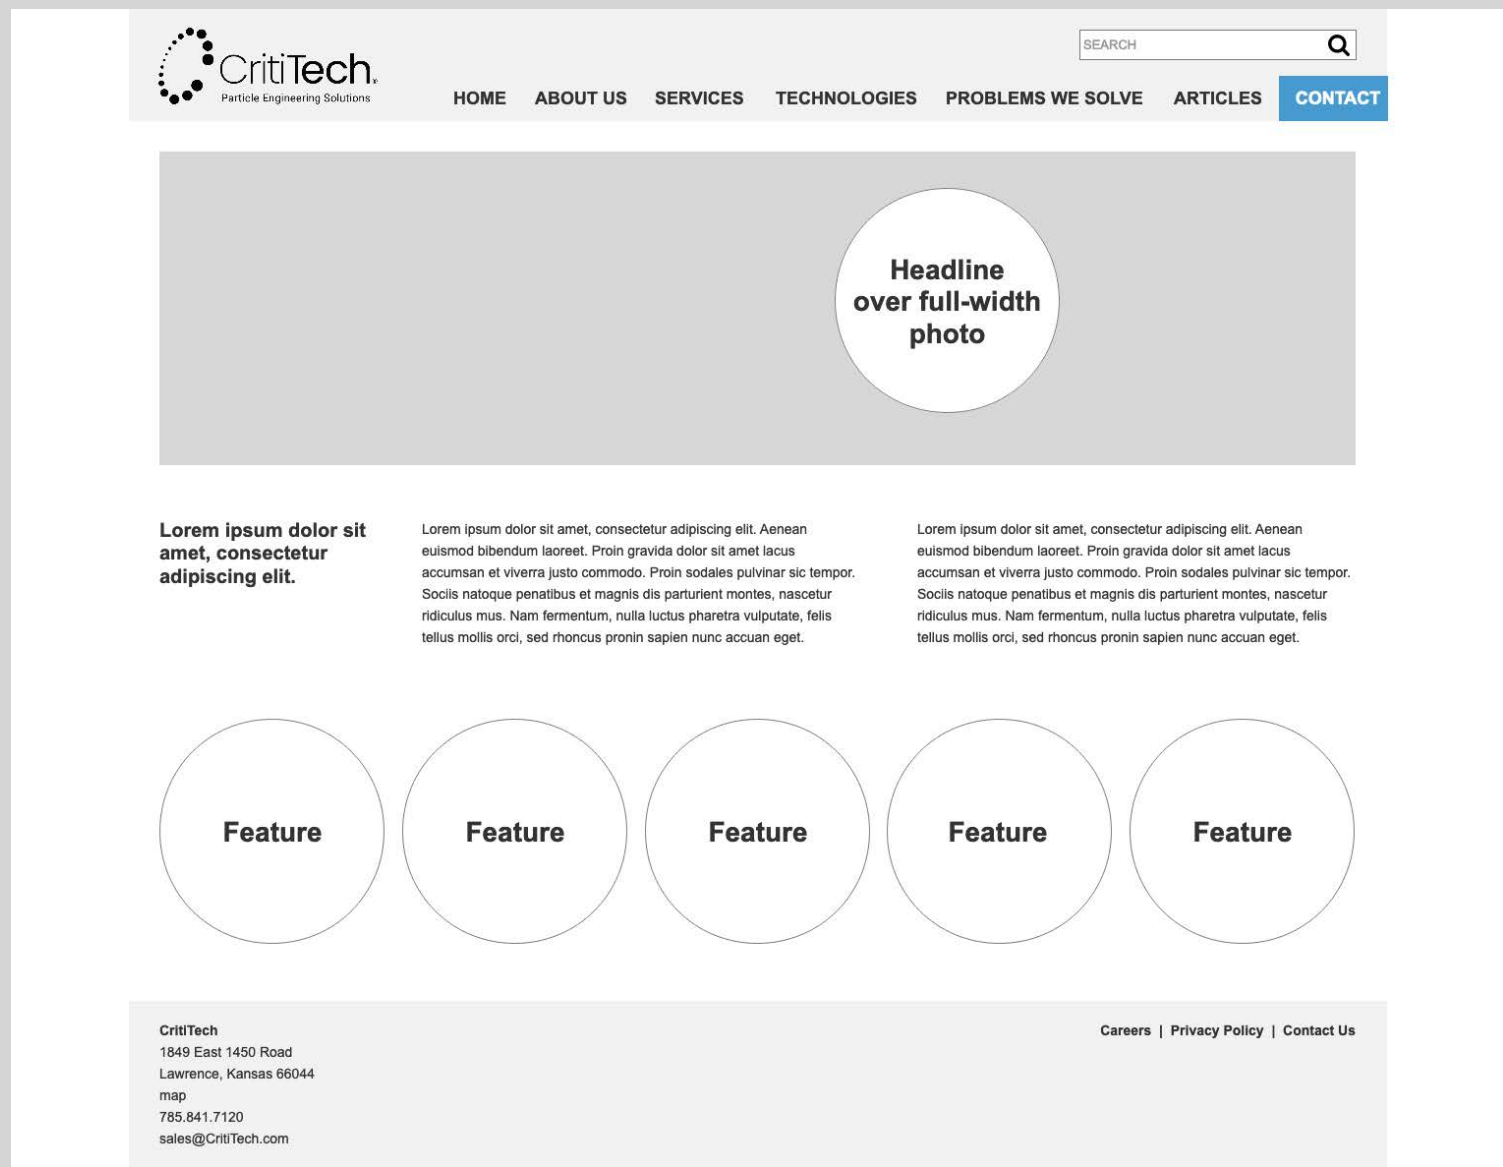 CritiTech®
Particle Engineering Solutions
SEARCH
HOME ABOUT US SERVICES TECHNOLOGIES PROBLEMS WE SOLVE ARTICLES CONTACT
Headline
over full-width
photo
Lorem ipsum dolor sit
amet, consectetur
adipiscing elit.
Lorem ipsum dolor sit amet, consectetur adipiscing elit. Aenean
euismod bibendum laoreet. Proin gravida dolor sit amet lacus
accumsan et viverra justo commodo. Proin sodales pulvinar sic tempor.
Sociis natoque penatibus et magnis dis parturient montes, nascetur
ridiculus mus. Nam fermentum, nulla luctus pharetra vulputate, felis
tellus mollis orci, sed rhoncus pronin sapien nunc accuan eget.
Lorem ipsum dolor sit amet, consectetur adipiscing elit. Aenean
euismod bibendum laoreet. Proin gravida dolor sit amet lacus
accumsan et viverra justo commodo. Proin sodales pulvinar sic tempor.
Sociis natoque penatibus et magnis dis parturient montes, nascetur
ridiculus mus. Nam fermentum, nulla luctus pharetra vulputate, felis
tellus mollis orci, sed rhoncus pronin sapien nunc accuan eget.
Feature Feature Feature Feature Feature
CritITech
1849 East 1450 Road
Lawrence, Kansas 66044
map
785.841.7120
sales@CritiTech.com
Careers | Privacy Policy | Contact Us